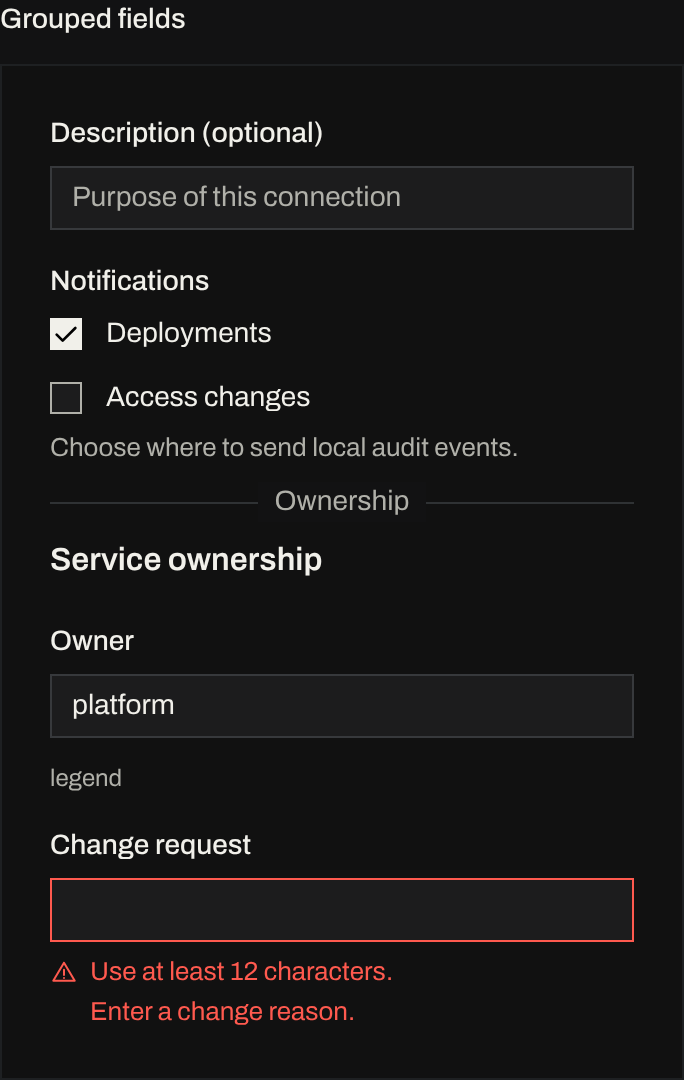 Grouped fields
Description (optional)
Purpose of this connection
Notifications
Deployments
Access changes
Choose where to send local audit events.
Ownership
Service ownership
Owner
platform
legend
Change request
Use at least 12 characters.
Enter a change reason.